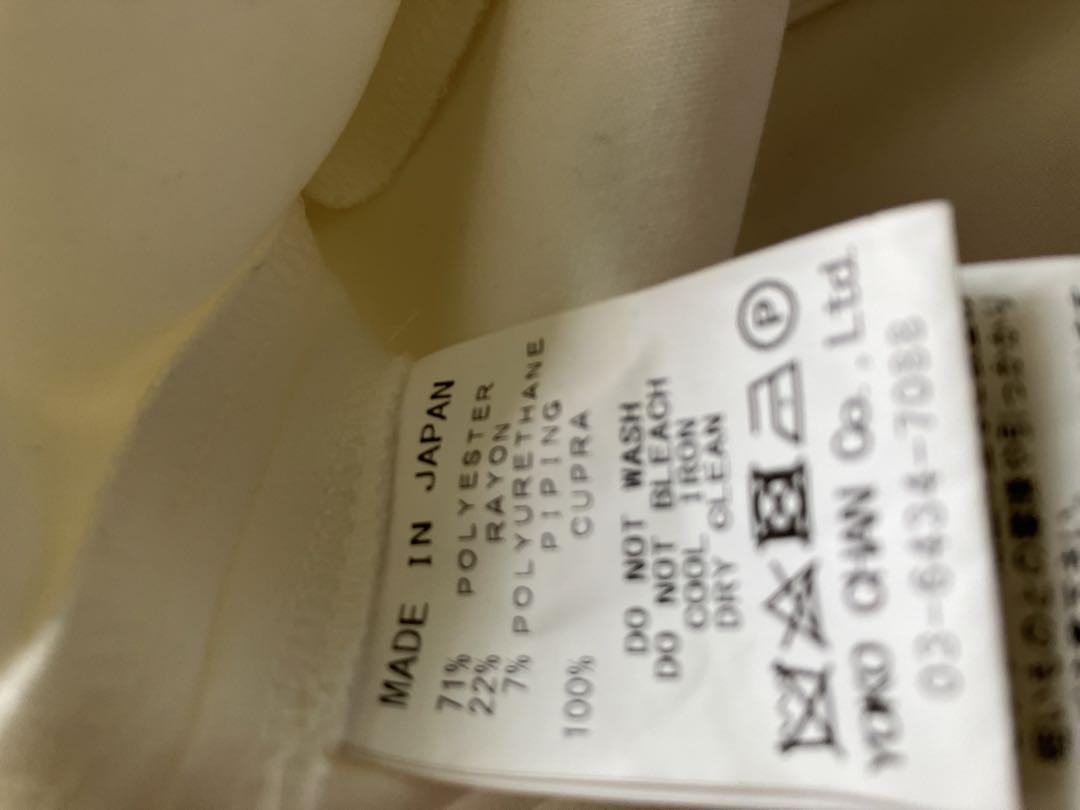 MADE IN JAPAN
71% POLYESTER
22% RAYON
7% POLYURETHANE
PIPING
100% CUPRA
DO NOT WASH
DO NOT BLEACH
COOL IRON
DRY CLEAN
P
YOKO CHAN Co., Ltd.
03-6434-7088